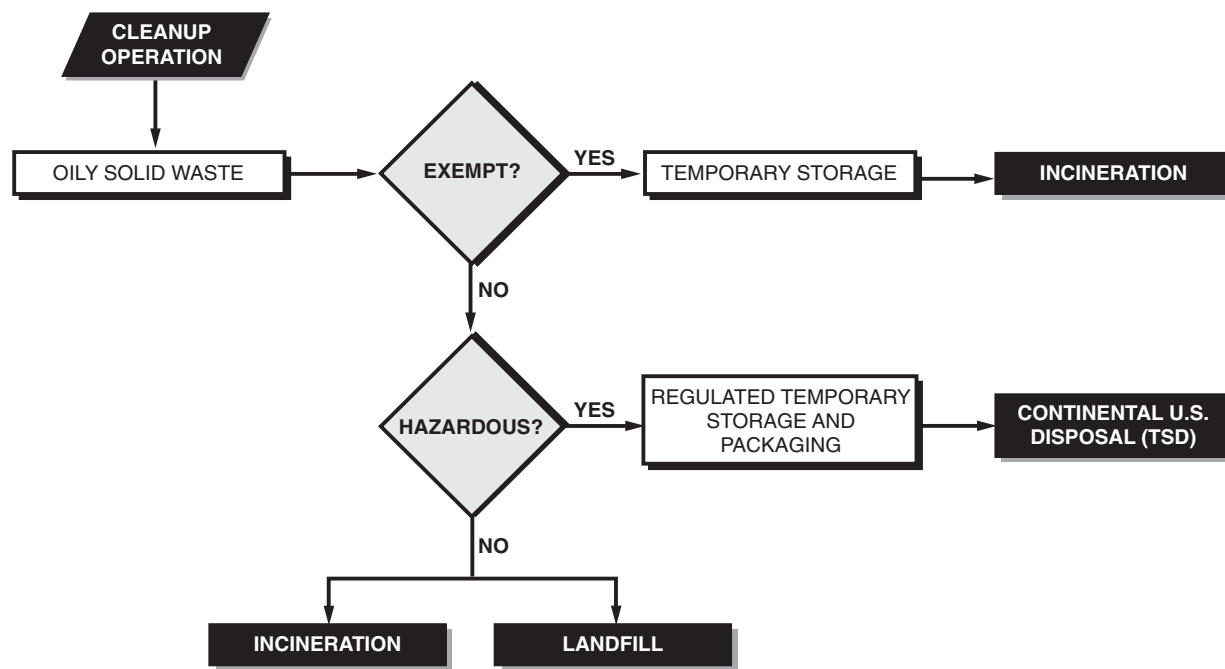 CLEANUP
OPERATION
OILY SOLID WASTE
EXEMPT?
YES
TEMPORARY STORAGE
INCINERATION
NO
HAZARDOUS?
YES
REGULATED TEMPORARY
STORAGE AND
PACKAGING
CONTINENTAL U.S.
DISPOSAL (TSD)
NO
INCINERATION
LANDFILL